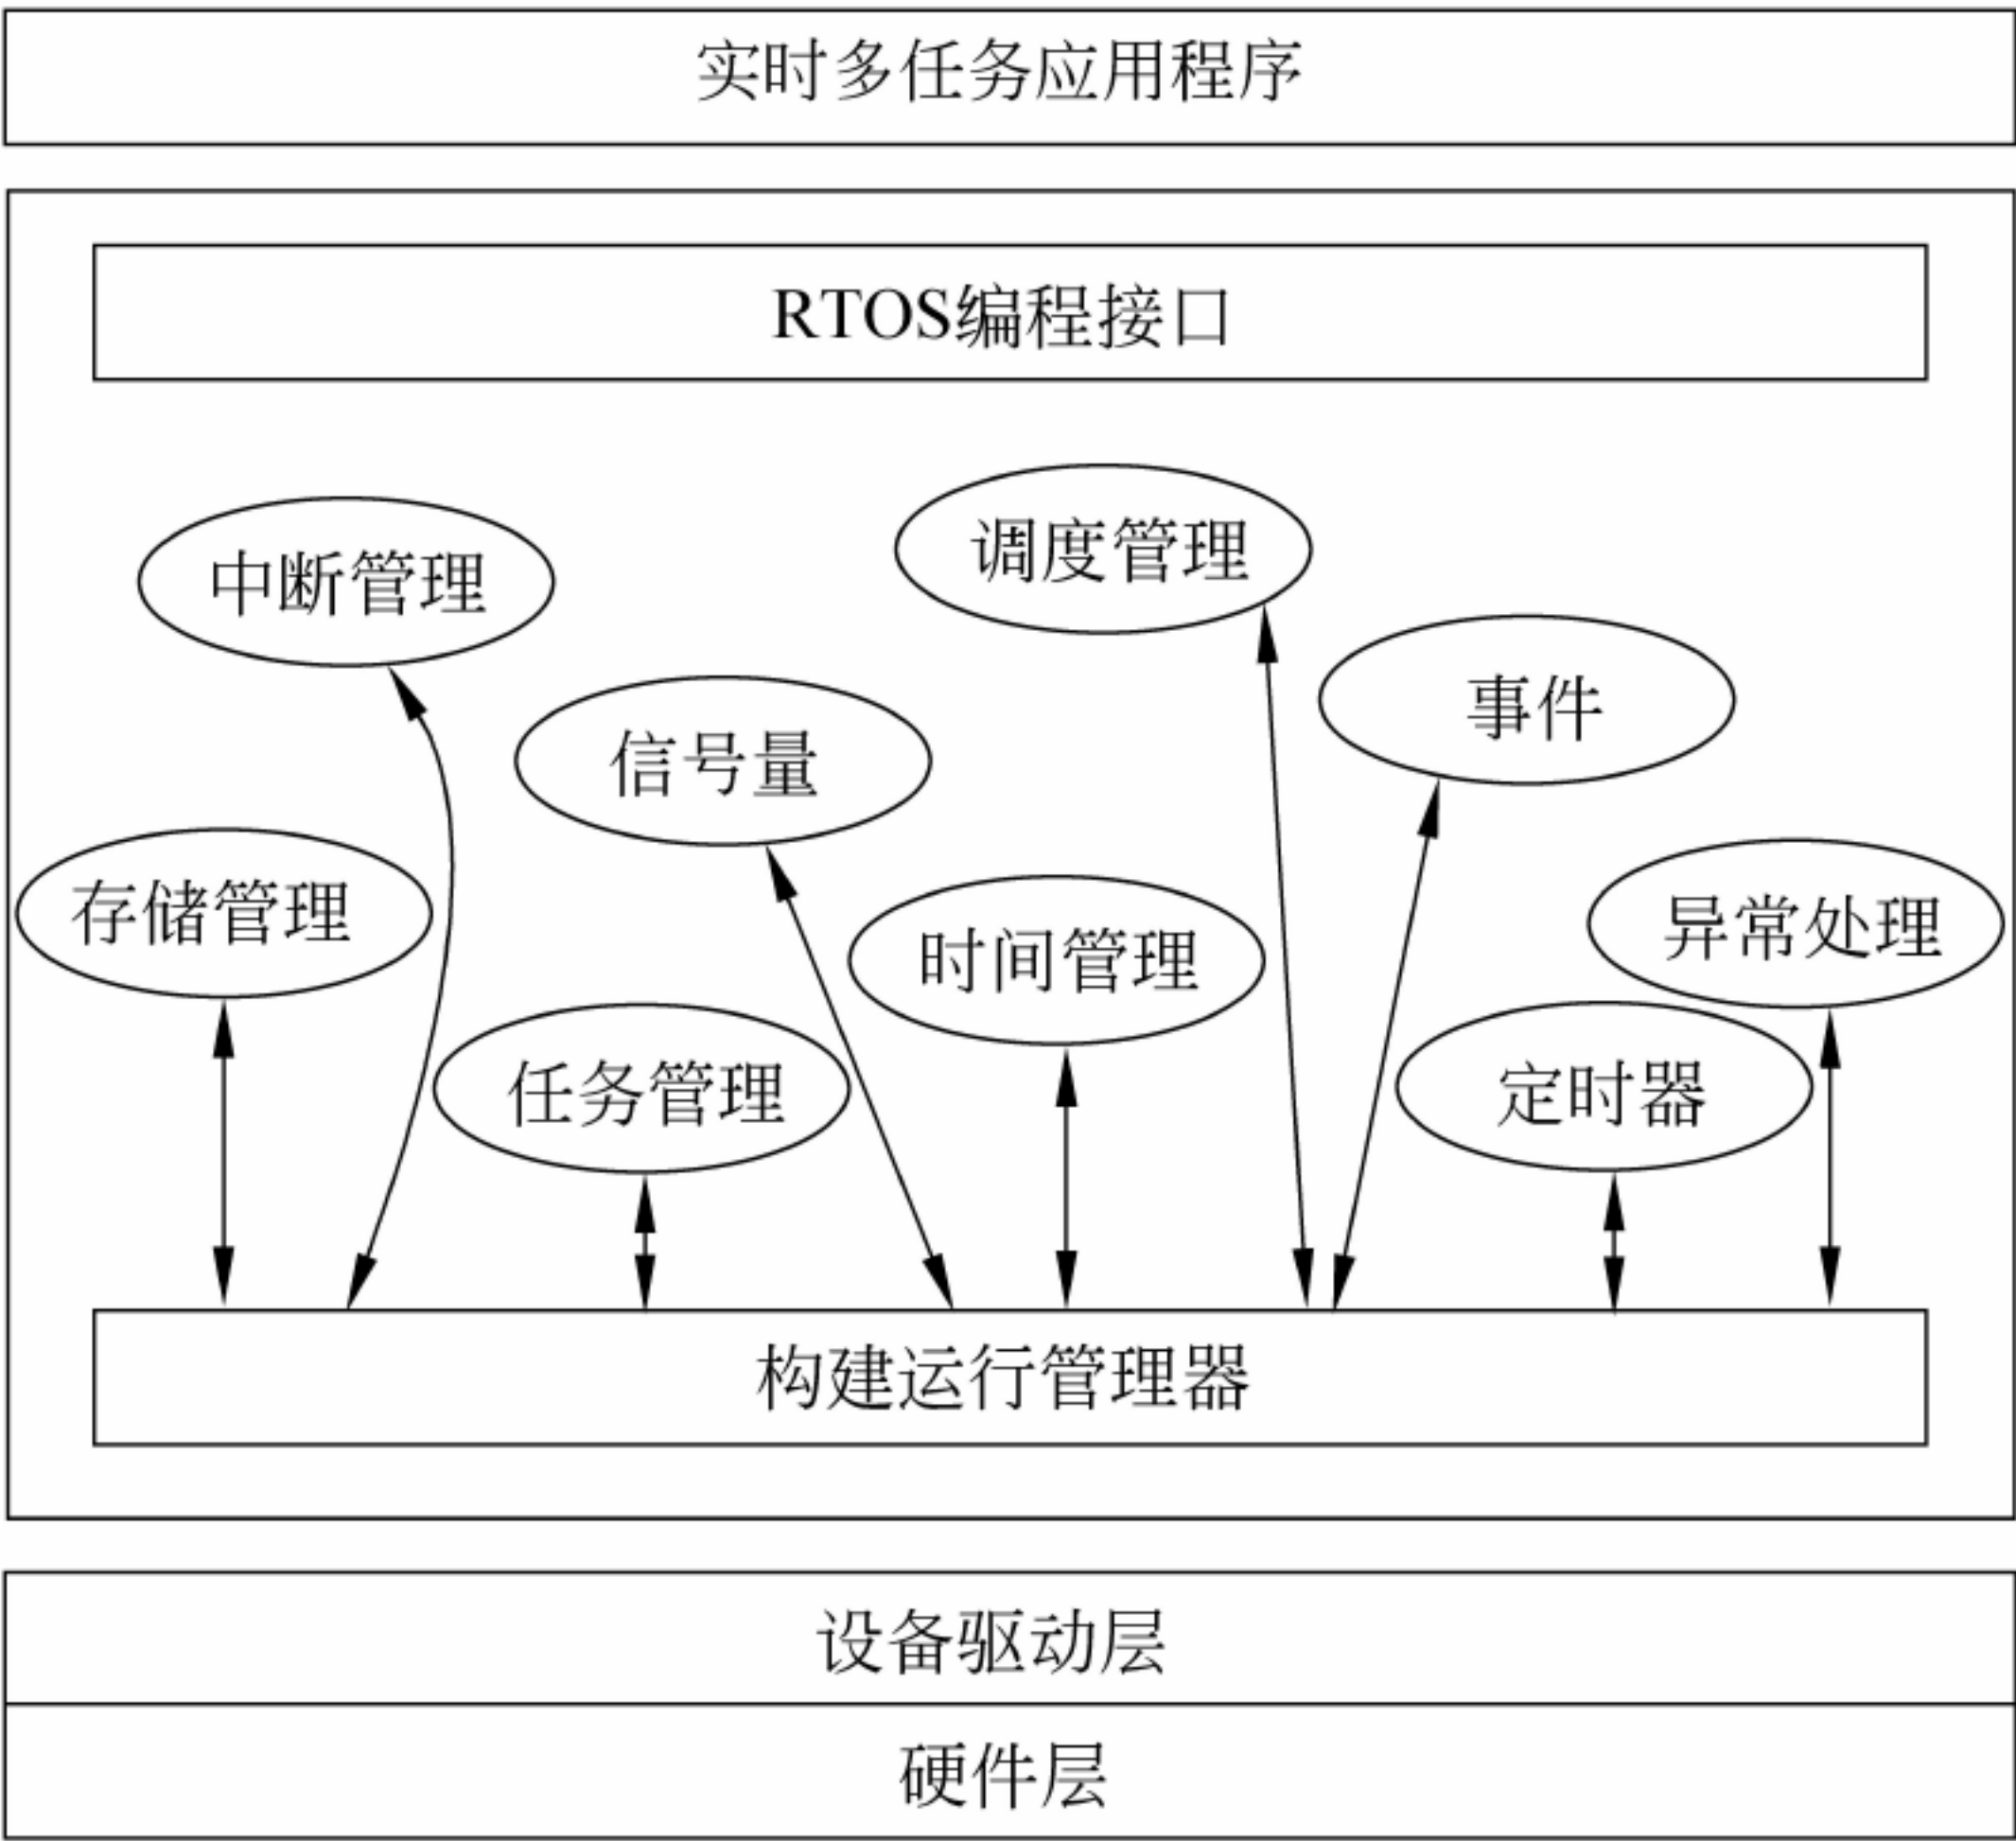 实时多任务应用程序
RTOS编程接口
调度管理
中断管理
事件
信号量
存储管理
异常处理
时间管理
任务管理
定时器
构建运行管理器
设备驱动层
硬件层